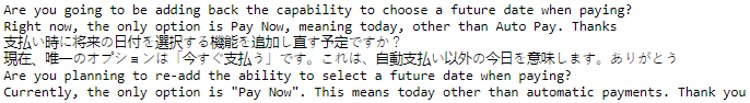 Are you going to be adding back the capability to choose a future date when paying?
Right now, the only option is Pay Now, meaning today, other than Auto Pay. Thanks
支払い時に将来の日付を選択する機能を追加し直す予定ですか？
現在、唯一のオプションは「今すぐ支払う」です。これは、自動支払い以外の今日を意味します。ありがとう
Are you planning to re-add the ability to select a future date when paying?
Currently, the only option is "Pay Now". This means today other than automatic payments. Thank you